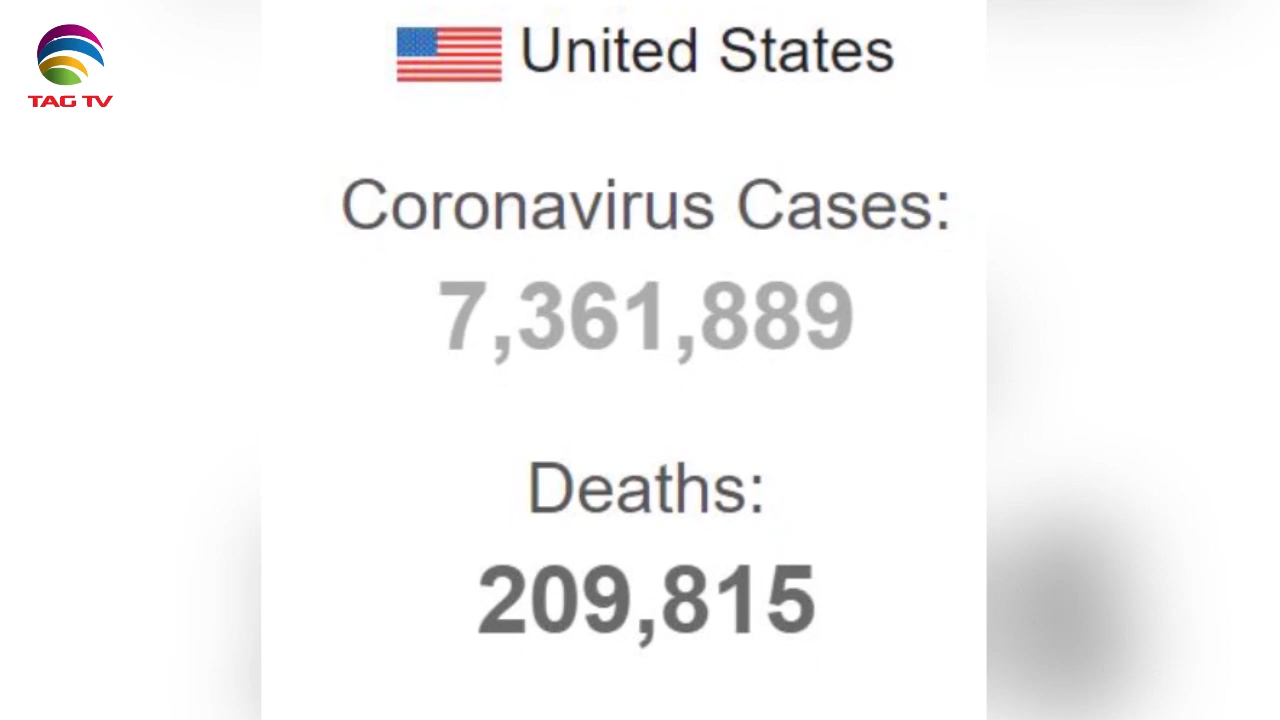 TAG TV
United States
Coronavirus Cases:
7,361,889
Deaths:
209,815